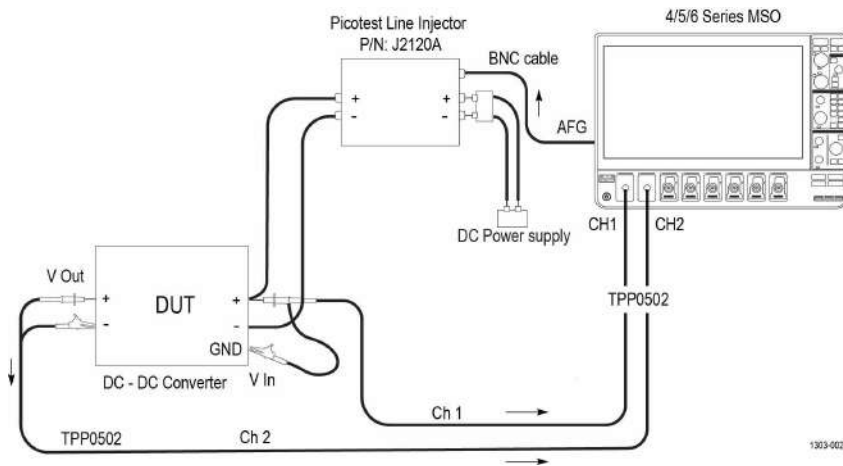 4/5/6 Series MSO
Picotest Line Injector
P/N: J2120A
BNC cable
+
-
+
-
AFG
DC Power supply
CH1
CH2
TPP0502
V Out
+
-
DUT
+
-
GND
V In
DC - DC Converter
Ch 1
TPP0502
Ch 2
1303-002